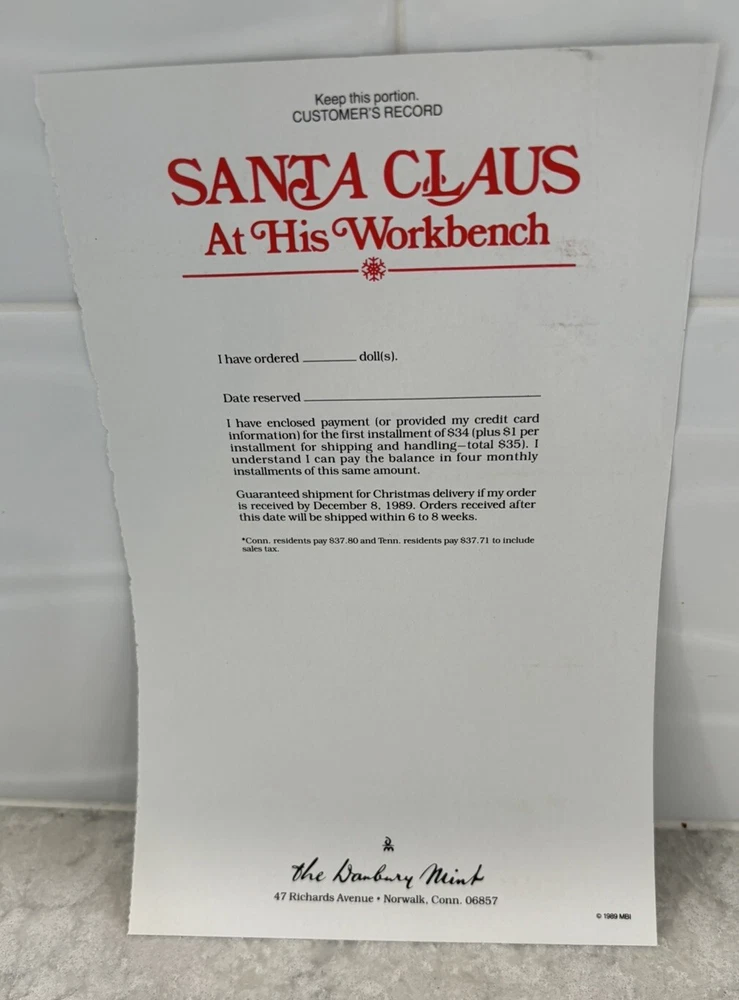 Keep this portion.
CUSTOMER'S RECORD
SANTA CLAUS
At His Workbench
I have ordered ________ doll(s).
Date reserved ________________________________
I have enclosed payment (or provided my credit card
information) for the first installment of $34 (plus $1 per
installment for shipping and handling—total $35). I
understand I can pay the balance in four monthly
installments of this same amount.
Guaranteed shipment for Christmas delivery if my order
is received by December 8, 1989. Orders received after
this date will be shipped within 6 to 8 weeks.
*Conn. residents pay $37.80 and Tenn. residents pay $37.71 to include
sales tax.
DM
The Danbury Mint
47 Richards Avenue • Norwalk, Conn. 06857
© 1989 MBI